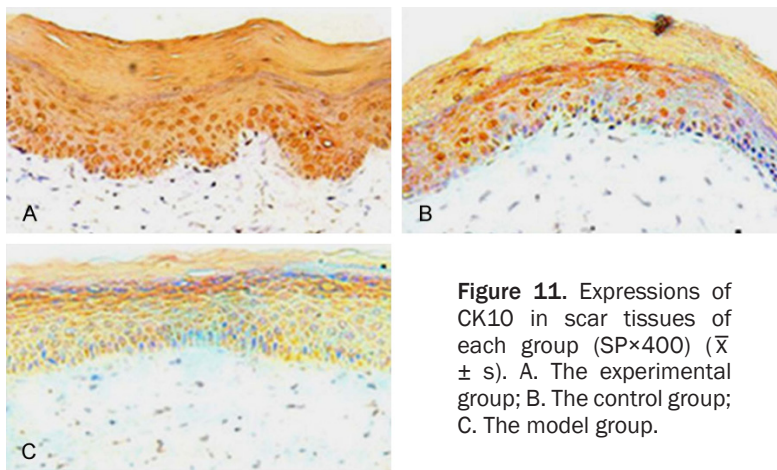 A
B
C
Figure 11. Expressions of
CK10 in scar tissues of
each group (SP×400) (x̅
± s). A. The experimental
group; B. The control group;
C. The model group.